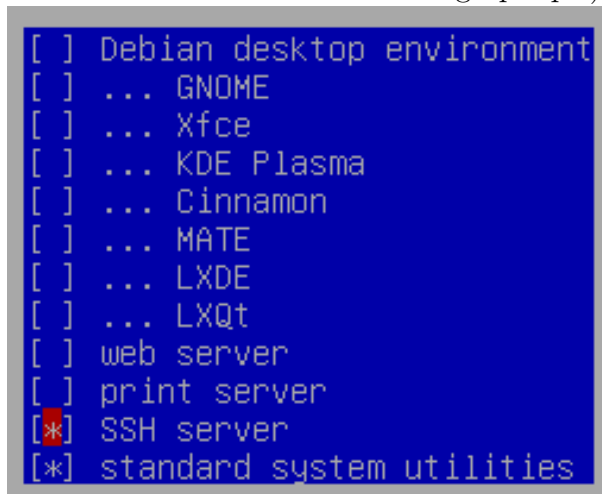 [ ] Debian desktop environment
[ ] ... GNOME
[ ] ... Xfce
[ ] ... KDE Plasma
[ ] ... Cinnamon
[ ] ... MATE
[ ] ... LXDE
[ ] ... LXQt
[ ] web server
[ ] print server
[*] SSH server
[*] standard system utilities